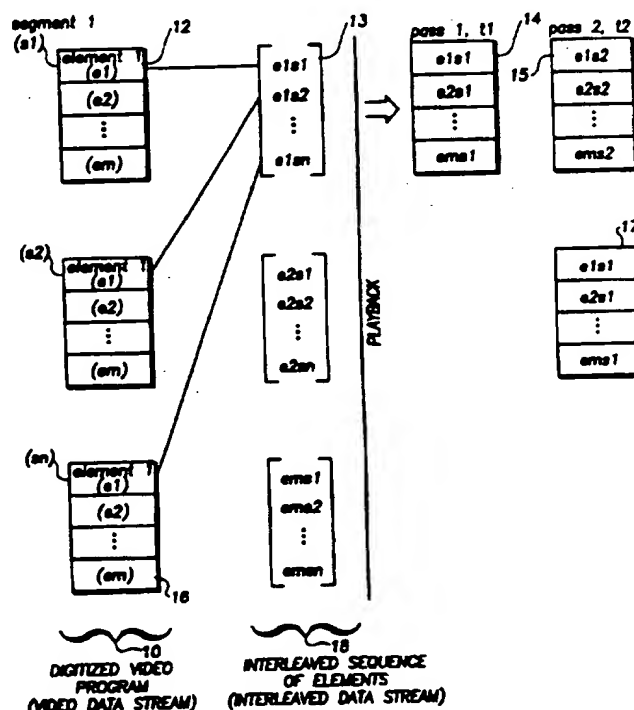 segment 1
(s1)
12
element 1
(e1)
(e2)
⋮
(em)
(s2)
element 1
(e1)
(e2)
⋮
(em)
(sn)
element 1
(e1)
(e2)
⋮
(em)
16
10
DIGITIZED VIDEO
PROGRAM
(VIDEO DATA STREAM)
13
e1s1
e1s2
⋮
e1sn
e2s1
e2s2
⋮
e2sn
ems1
ems2
⋮
emsn
18
INTERLEAVED SEQUENCE
OF ELEMENTS
(INTERLEAVED DATA STREAM)
PLAYBACK
pass 1, t1
14
e1s1
e2s1
⋮
ems1
pass 2, t2
15
e1s2
e2s2
⋮
ems2
e1s1
e2s1
⋮
ems1